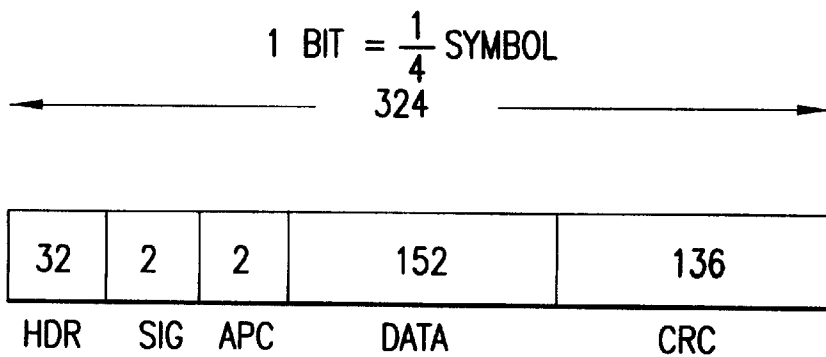 1 BIT = 1/4 SYMBOL
324
32 2 2 152 136
HDR SIG APC DATA CRC